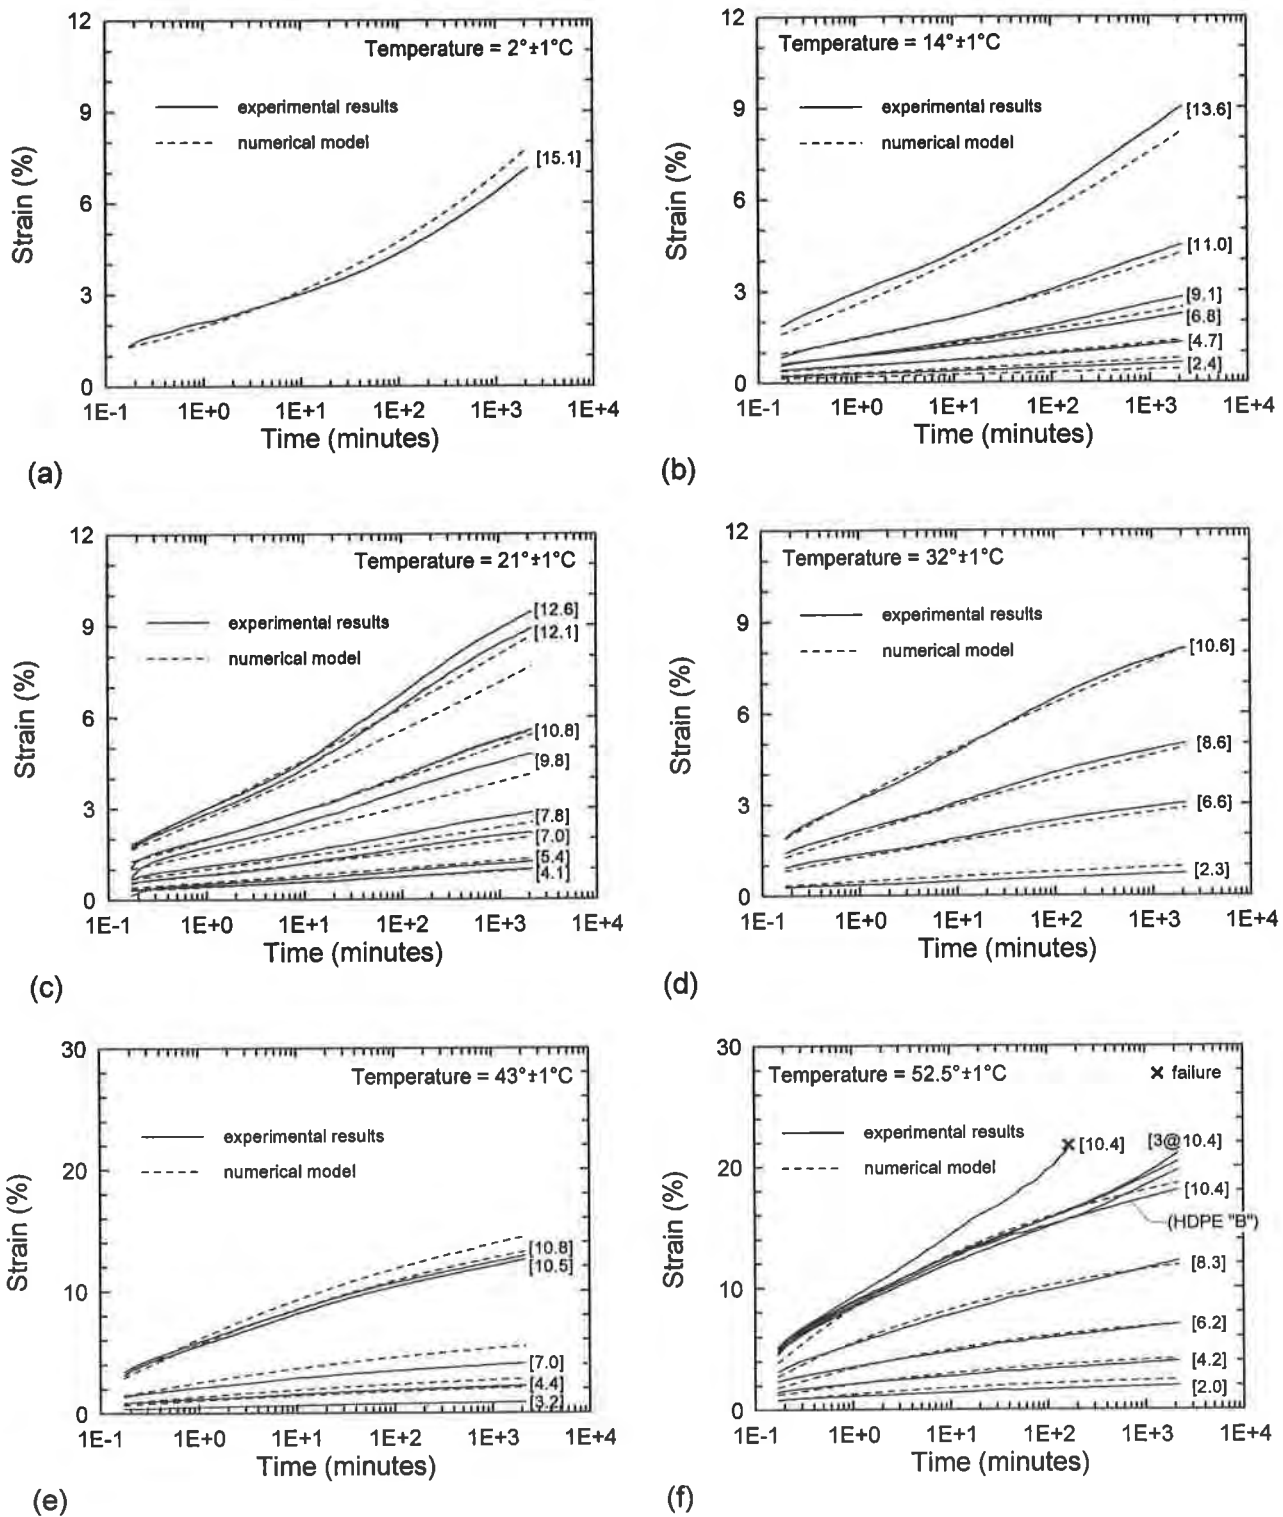 12
9
6
3
0
Strain (%)
Temperature = 2°±1°C
experimental results
numerical model
[15.1]
1E-1 1E+0 1E+1 1E+2 1E+3 1E+4
Time (minutes)
(a)
12
9
6
3
0
Strain (%)
Temperature = 14°±1°C
experimental results
numerical model
[13.6]
[11.0]
[9.1]
[6.8]
[4.7]
[2.4]
1E-1 1E+0 1E+1 1E+2 1E+3 1E+4
Time (minutes)
(b)
12
9
6
3
0
Strain (%)
Temperature = 21°±1°C
experimental results
numerical model
[12.6]
[12.1]
[10.8]
[9.8]
[7.8]
[7.0]
[5.4]
[4.1]
1E-1 1E+0 1E+1 1E+2 1E+3 1E+4
Time (minutes)
(c)
12
9
6
3
0
Strain (%)
Temperature = 32°±1°C
experimental results
numerical model
[10.6]
[8.6]
[6.6]
[2.3]
1E-1 1E+0 1E+1 1E+2 1E+3 1E+4
Time (minutes)
(d)
30
20
10
0
Strain (%)
Temperature = 43°±1°C
experimental results
numerical model
[10.8]
[10.5]
[7.0]
[4.4]
[3.2]
1E-1 1E+0 1E+1 1E+2 1E+3 1E+4
Time (minutes)
(e)
30
20
10
0
Strain (%)
Temperature = 52.5°±1°C
× failure
experimental results
numerical model
[10.4]
[3@10.4]
[10.4]
(HDPE "B")
[8.3]
[6.2]
[4.2]
[2.0]
1E-1 1E+0 1E+1 1E+2 1E+3 1E+4
Time (minutes)
(f)